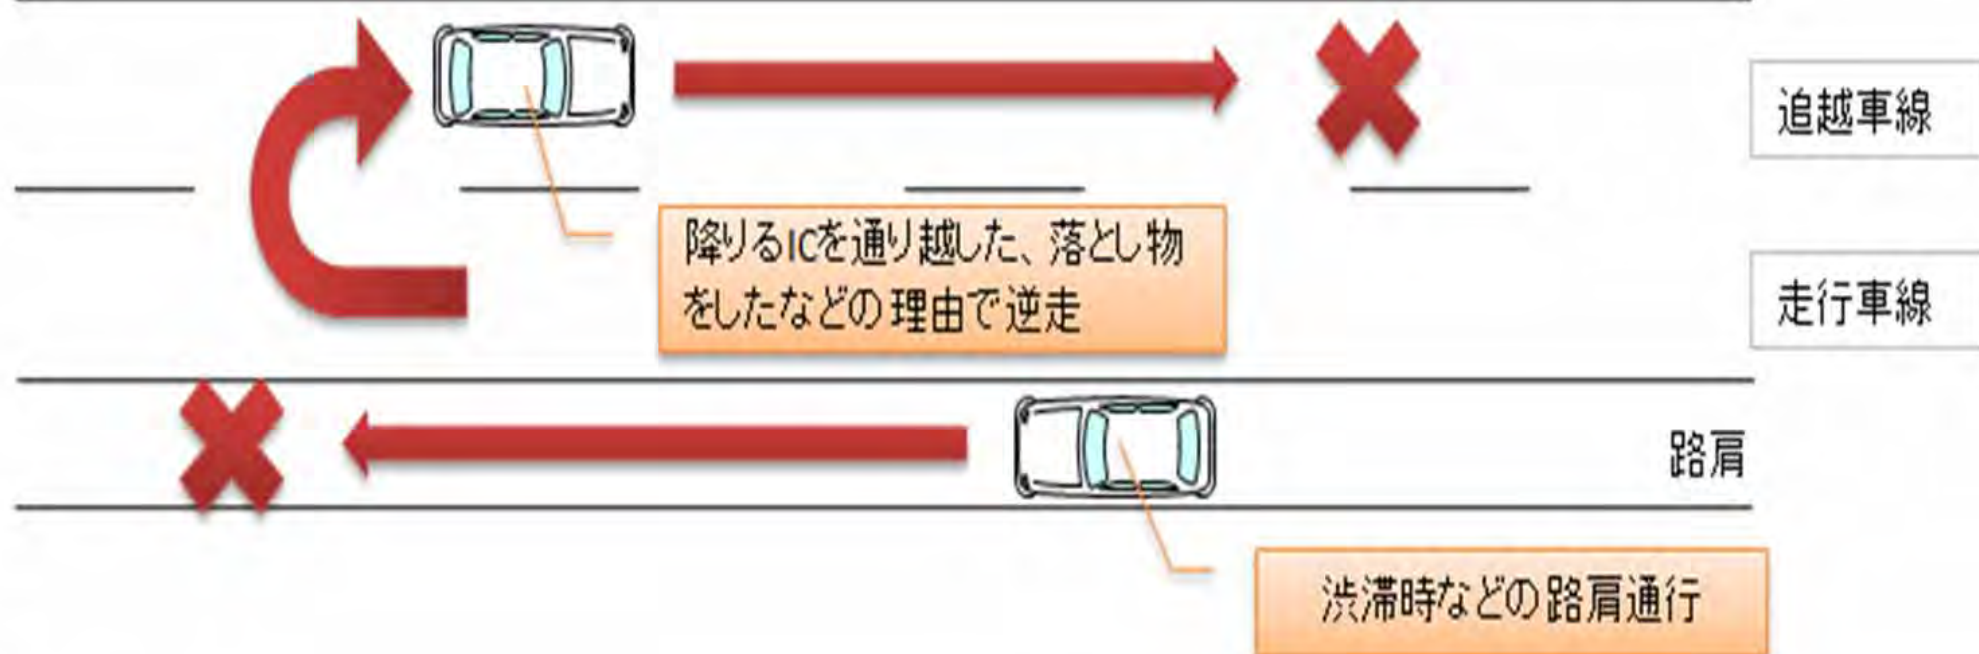 追越車線
降りるICを通り越した、落とし物
をしたなどの理由で逆走
走行車線
路肩
渋滞時などの路肩通行